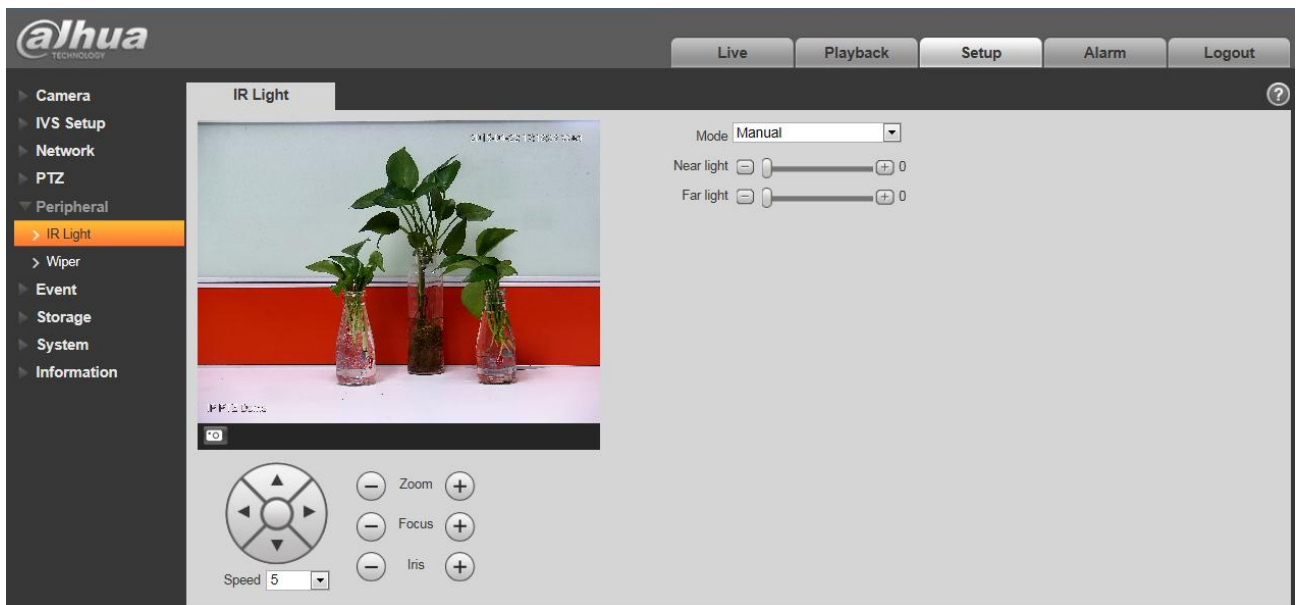 alhua
TECHNOLOGY
Live
Playback
Setup
Alarm
Logout
Camera
IVS Setup
Network
PTZ
Peripheral
IR Light
Wiper
Event
Storage
System
Information
IR Light
?
Mode Manual
Near light 0
Far light 0
Zoom
Focus
Iris
Speed 5